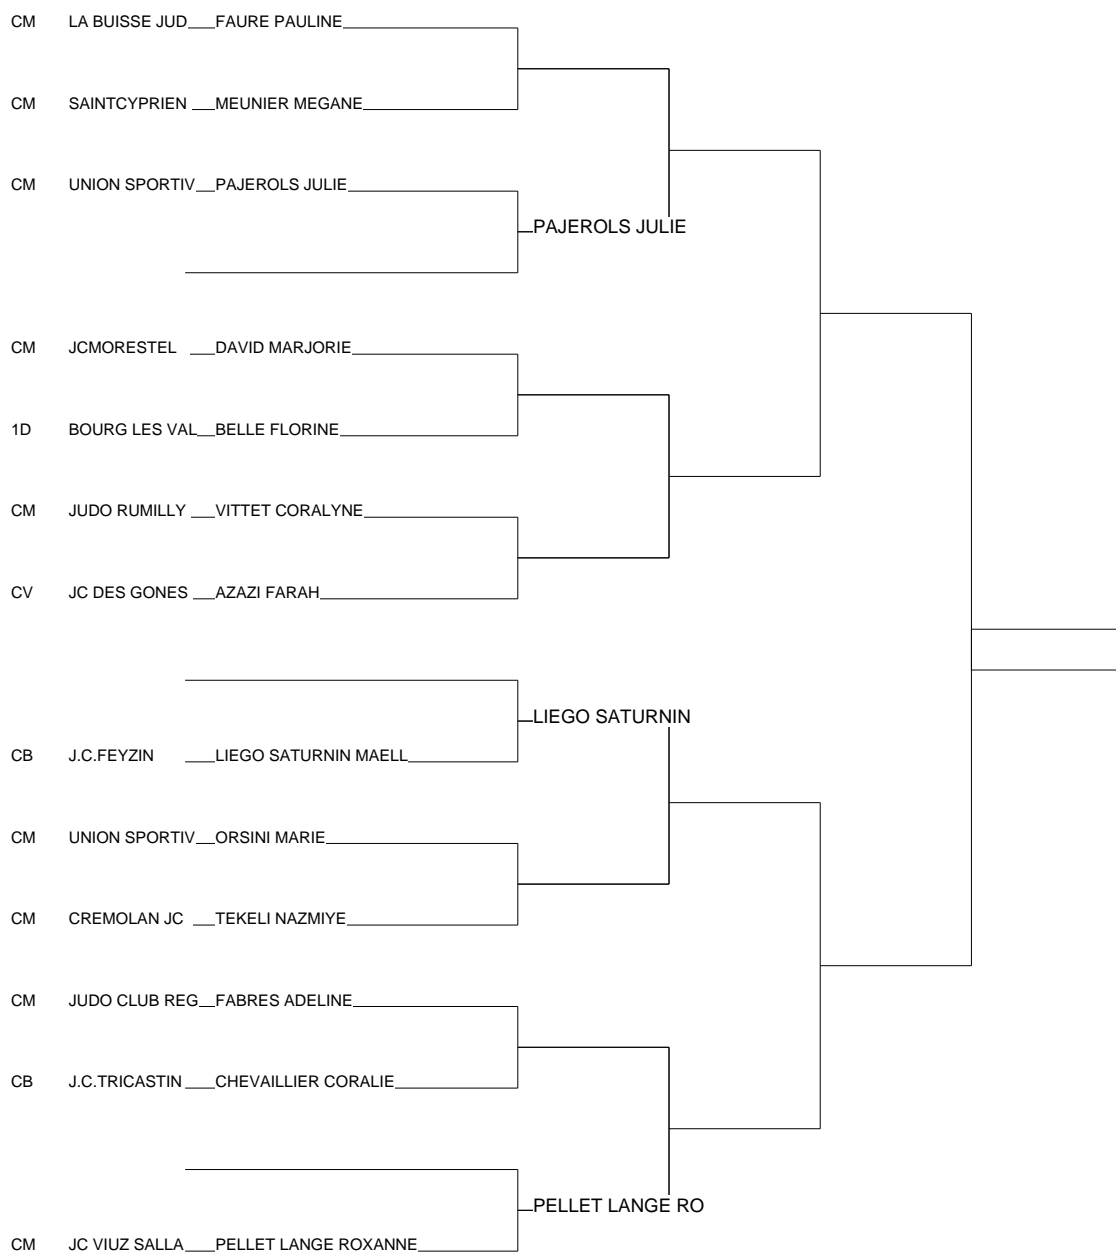 CM LA BUISSE JUD FAURE PAULINE
CM SAINTCYPRIEN MEUNIER MEGANE
CM UNION SPORTIV PAJEROLS JULIE
PAJEROLS JULIE
CM JCMORESTEL DAVID MARJORIE
1D BOURG LES VAL BELLE FLORINE
CM JUDO RUMILLY VITTET CORALYNE
CV JC DES GONES AZAZI FARAH
LIEGO SATURNIN
CB J.C.FEYZIN LIEGO SATURNIN MAELL
CM UNION SPORTIV ORSINI MARIE
CM CREMOLAN JC TEKELI NAZMIYE
CM JUDO CLUB REG FABRES ADELINE
CB J.C.TRICASTIN CHEVAILLIER CORALIE
PELLET LANGE RO
CM JC VIUZ SALLA PELLET LANGE ROXANNE